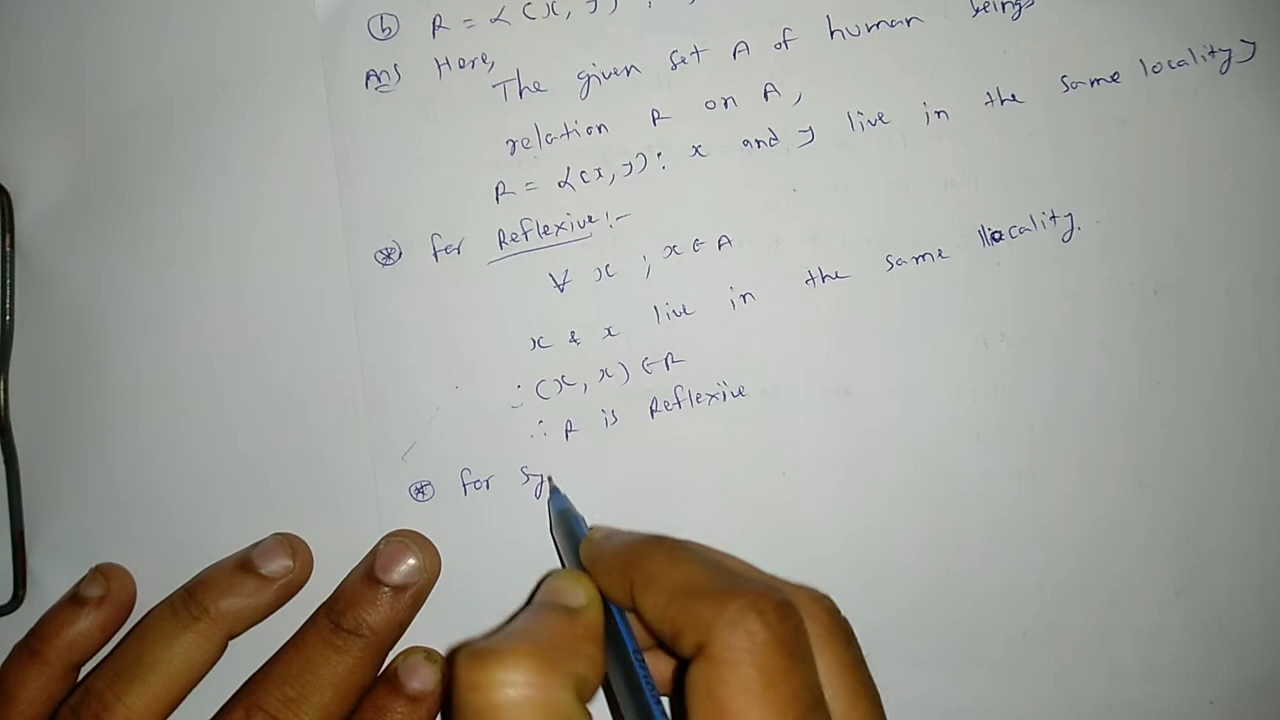 (b) R = {(x, y) :
Ans Here,
The given set A of human beings
relation R on A,
R = {(x, y): x and y live in the same locality}
* for Reflexive:-
∀ x ; x ∈ A
x & x live in the same locality.
∴ (x, x) ∈ R
∴ R is Reflexive
* for Sy